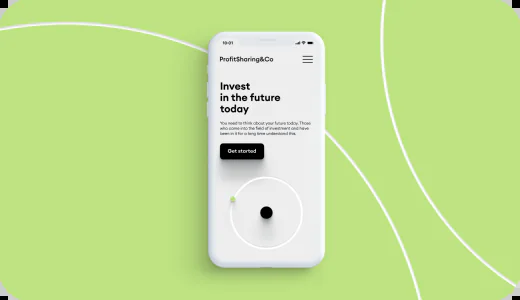 10:01
ProfitSharing&Co
Invest
in the future
today
You need to think about your future today. Those
who come into the field of investment and have
been in it for a long time understand this.
Get started